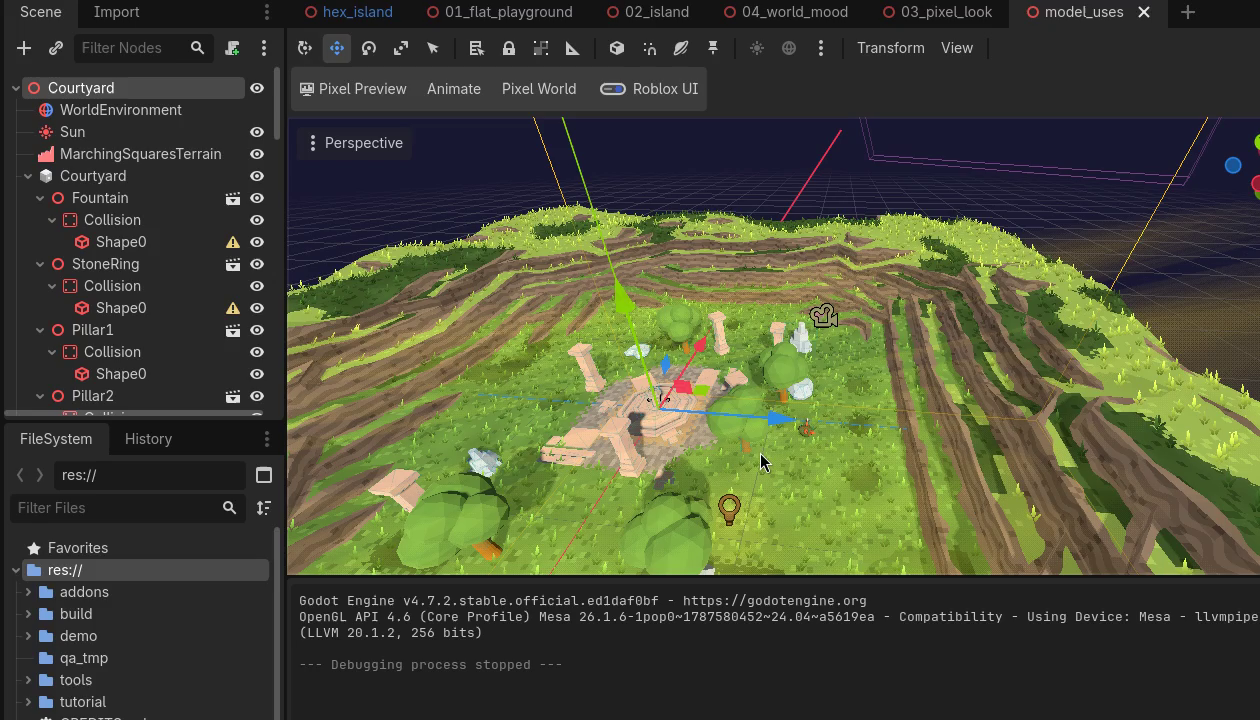 Scene Import
hex_island 01_flat_playground 02_island 04_world_mood 03_pixel_look model_uses
Filter Nodes
Transform View
Pixel Preview Animate Pixel World Roblox UI
Perspective
Courtyard
WorldEnvironment
Sun
MarchingSquaresTerrain
Courtyard
Fountain
Collision
Shape0
StoneRing
Collision
Shape0
Pillar1
Collision
Shape0
Pillar2
FileSystem History
res://
Filter Files
Favorites
res://
addons
build
demo
qa_tmp
tools
tutorial
Godot Engine v4.7.2.stable.official.ed1daf0bf - https://godotengine.org
OpenGL API 4.6 (Core Profile) Mesa 26.1.6-1pop0~1787580452~24.04~a5619ea - Compatibility - Using Device: Mesa - llvmpipe
(LLVM 20.1.2, 256 bits)
--- Debugging process stopped ---